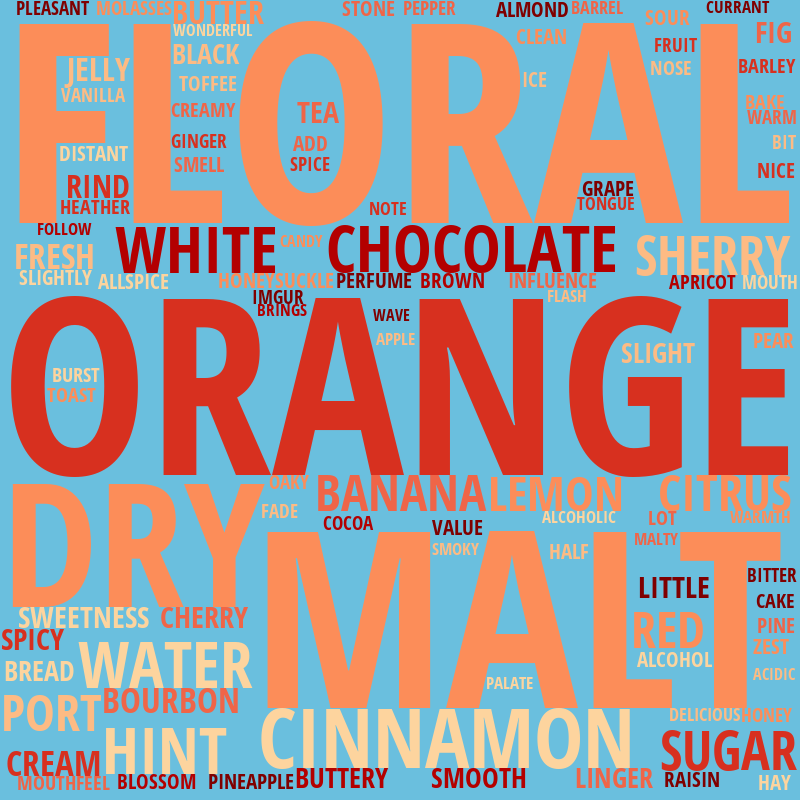 PLEASANT MOLASSES BUTTER STONE PEPPER ALMOND BARREL SOUR CURRANT
WONDERFUL CLEAN FRUIT FIG
BLACK
JELLY NOSE BARLEY
TOFFEE ICE
VANILLA BAKE
CREAMY TEA WARM
GINGER ADD BIT
DISTANT SMELL SPICE NICE
RIND GRAPE
HEATHER NOTE TONGUE
FLORAL
FOLLOW WHITE CANDY CHOCOLATE SHERRY
FRESH
SLIGHTLY ALLSPICE HONEYSUCKLE PERFUME BROWN INFLUENCE APRICOT MOUTH
IMGUR FLASH
BRINGS WAVE
APPLE SLIGHT PEAR
BURST
TOAST
ORANGE
OAKY BANANA LEMON CITRUS
FADE COCOA VALUE ALCOHOLIC LOT WARMTH
SMOKY HALF MALTY
DRY
LITTLE BITTER
CAKE
SWEETNESS CHERRY RED PINE
SPICY ZEST
BREAD WATER ALCOHOL ACIDIC
PALATE
MALT
PORT BOURBON DELICIOUS HONEY
HINT CINNAMON SUGAR
CREAM
MOUTHFEEL BLOSSOM PINEAPPLE BUTTERY SMOOTH LINGER RAISIN HAY